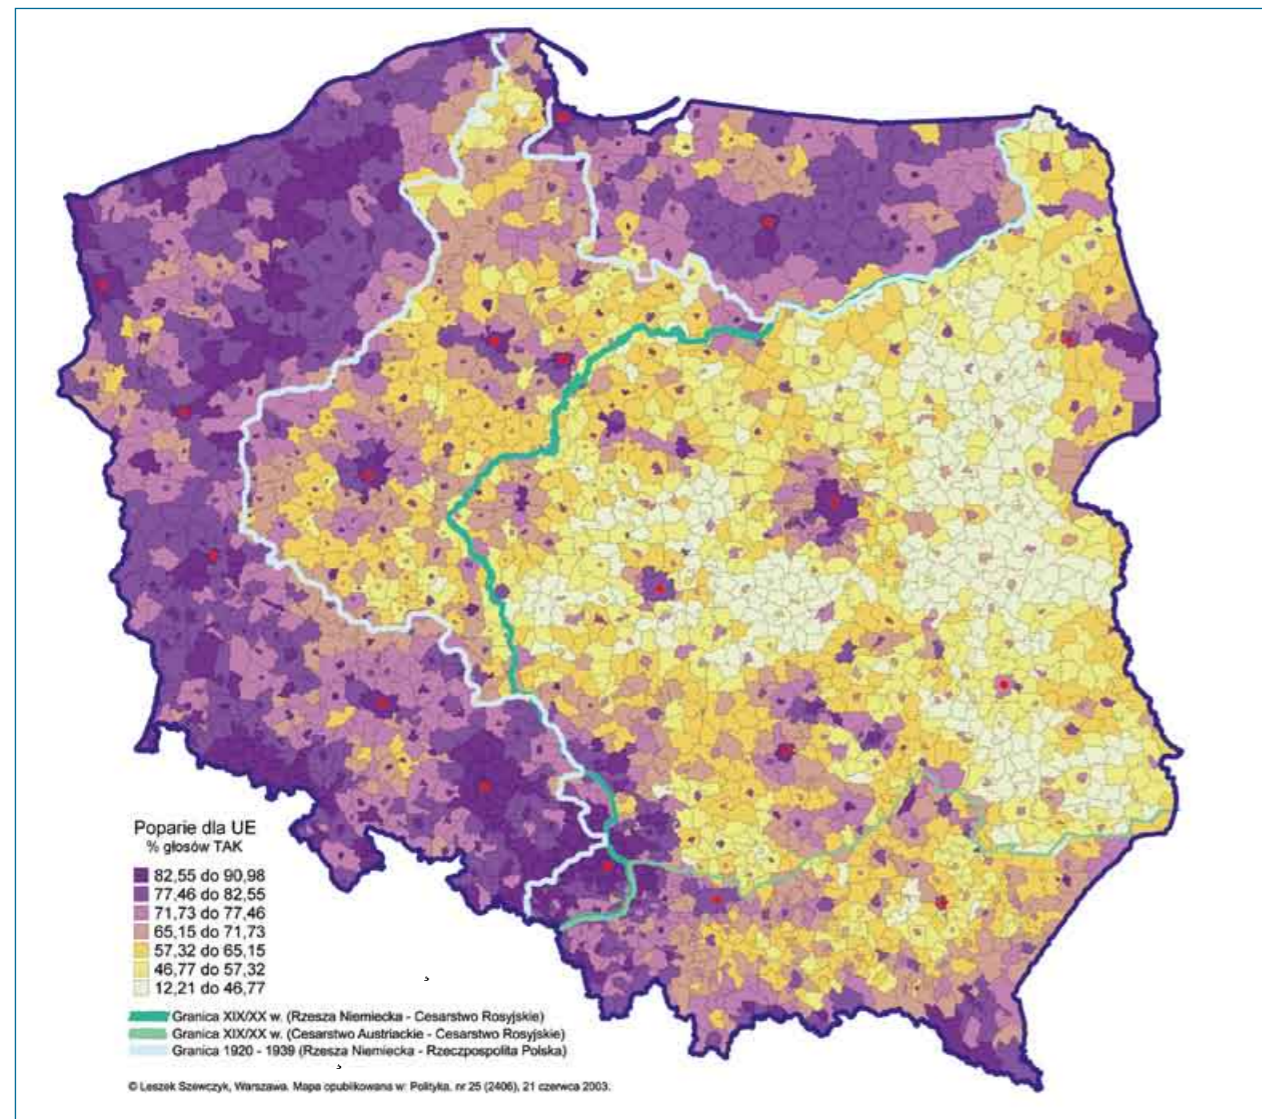 Poparie dla UE
% głosów TAK
82,55 do 90,98
77,46 do 82,55
71,73 do 77,46
65,15 do 71,73
57,32 do 65,15
46,77 do 57,32
12,21 do 46,77
Granica XIX/XX w. (Rzesza Niemiecka - Cesarstwo Rosyjskie)
Granica XIX/XX w. (Cesarstwo Austriackie - Cesarstwo Rosyjskie)
Granica 1920 - 1939 (Rzesza Niemiecka - Rzeczpospolita Polska)
© Leszek Szewczyk, Warszawa. Mapa opublikowana w: Polityka, nr 25 (2406), 21 czerwca 2003.